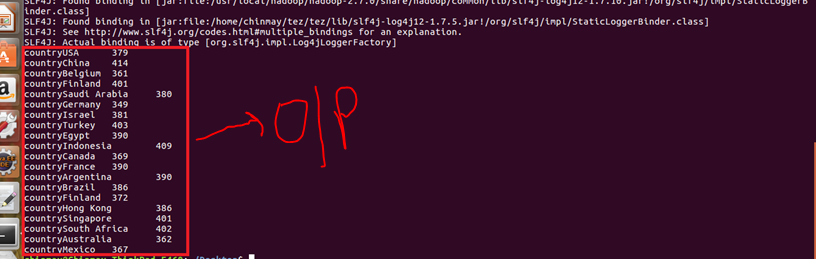 SLF4J: Found binding in [jar:file:/usr/local/hadoop/hadoop-2.7.0/share/hadoop/common/lib/slf4j-log4j12-1.7.10.jar!/org/slf4j/impl/StaticLoggerB
inder.class]
SLF4J: Found binding in [jar:file:/home/chinmay/tez/tez/lib/slf4j-log4j12-1.7.5.jar!/org/slf4j/impl/StaticLoggerBinder.class]
SLF4J: See http://www.slf4j.org/codes.html#multiple_bindings for an explanation.
SLF4J: Actual binding is of type [org.slf4j.impl.Log4jLoggerFactory]
countryUSA 379
countryChina 414
countryBelgium 361
countryFinland 401
countrySaudi Arabia 380
countryGermany 349
countryIsrael 381
countryTurkey 403
countryEgypt 390
countryIndonesia 409
countryCanada 369
countryFrance 390
countryArgentina 390
countryBrazil 386
countryFinland 372
countryHong Kong 386
countrySingapore 401
countrySouth Africa 402
countryAustralia 362
countryMexico 367
O|P